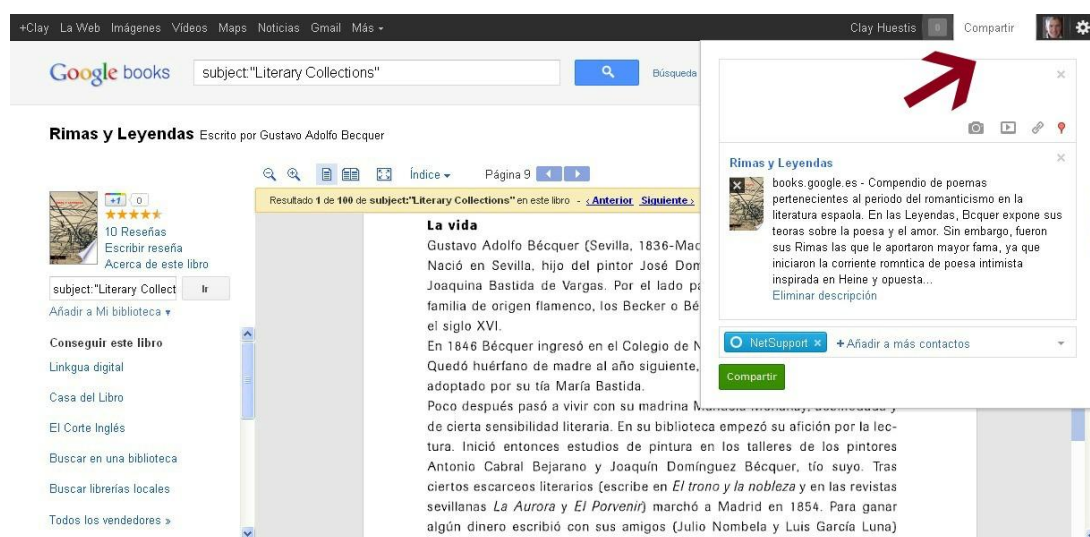 +Clay La Web Imágenes Vídeos Maps Noticias Gmail Más
Clay Huestis 0 Compartir
Google books
subject:"Literary Collections"
Búsqueda
Rimas y Leyendas Escrito por Gustavo Adolfo Becquer
Índice Página 9
+1 0
10 Reseñas
Escribir reseña
Acerca de este libro
subject:"Literary Collect Ir
Añadir a Mi biblioteca
Conseguir este libro
Linkgua digital
Casa del Libro
El Corte Inglés
Buscar en una biblioteca
Buscar librerías locales
Todos los vendedores »
Resultado 1 de 100 de subject:"Literary Collections" en este libro - ‹ Anterior Siguiente ›
La vida
Gustavo Adolfo Bécquer (Sevilla, 1836-Mad
Nació en Sevilla, hijo del pintor José Dom
Joaquina Bastida de Vargas. Por el lado pa
familia de origen flamenco, los Becker o Bé
el siglo XVI.
En 1846 Bécquer ingresó en el Colegio de N
Quedó huérfano de madre al año siguiente,
adoptado por su tía María Bastida.
Poco después pasó a vivir con su madrina
de cierta sensibilidad literaria. En su biblioteca empezó su afición por la lec-
tura. Inició entonces estudios de pintura en los talleres de los pintores
Antonio Cabral Bejarano y Joaquín Domínguez Bécquer, tío suyo. Tras
ciertos escarceos literarios (escribe en El trono y la nobleza y en las revistas
sevillanas La Aurora y El Porvenir) marchó a Madrid en 1854. Para ganar
algún dinero escribió con sus amigos (Julio Nombela y Luis García Luna)
Rimas y Leyendas
books.google.es - Compendio de poemas
pertenecientes al periodo del romanticismo en la
literatura espaola. En las Leyendas, Bcquer expone sus
teoras sobre la poesa y el amor. Sin embargo, fueron
sus Rimas las que le aportaron mayor fama, ya que
iniciaron la corriente romntica de poesa intimista
inspirada en Heine y opuesta...
Eliminar descripción
NetSupport × +Añadir a más contactos
Compartir